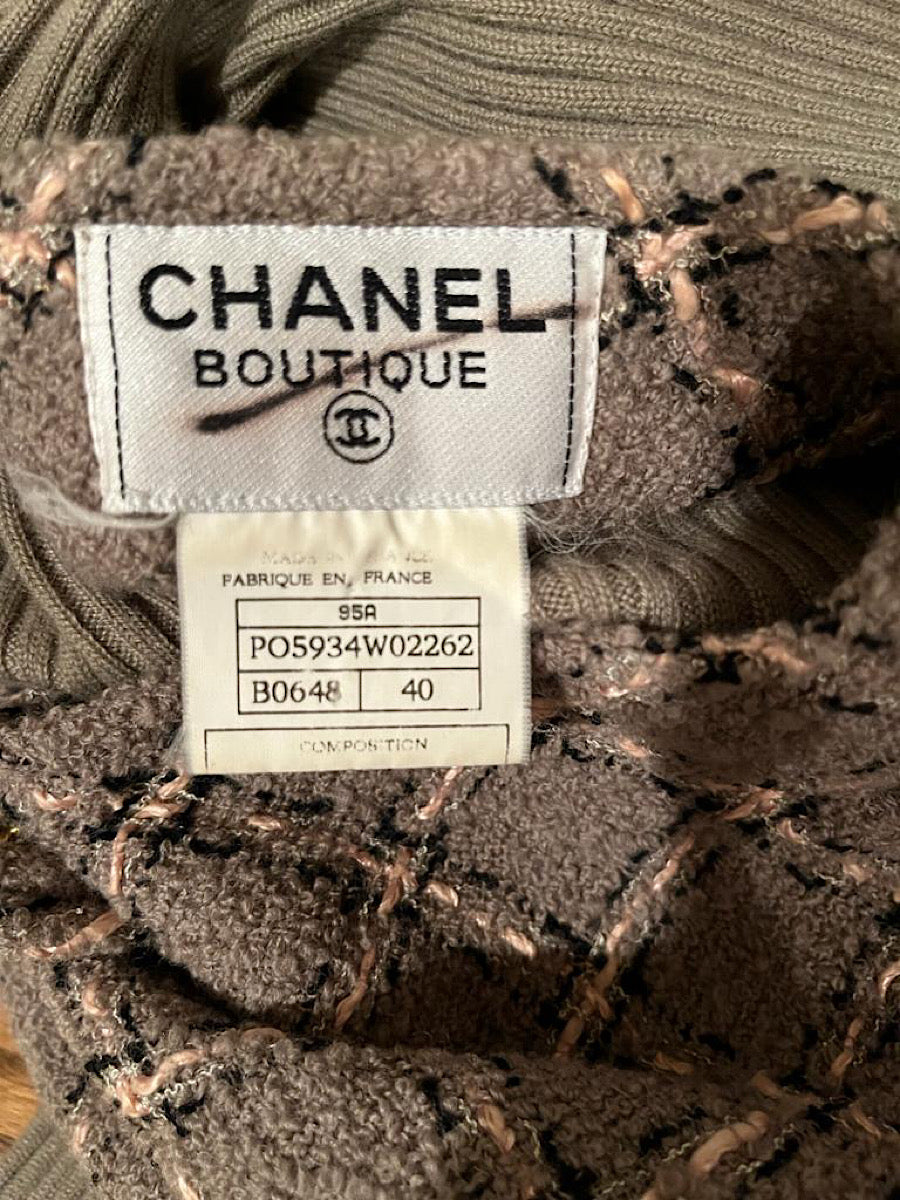 CHANEL
BOUTIQUE
MADE IN FRANCE
FABRIQUE EN FRANCE
95A
PO5934W02262
B0648 40
COMPOSITION